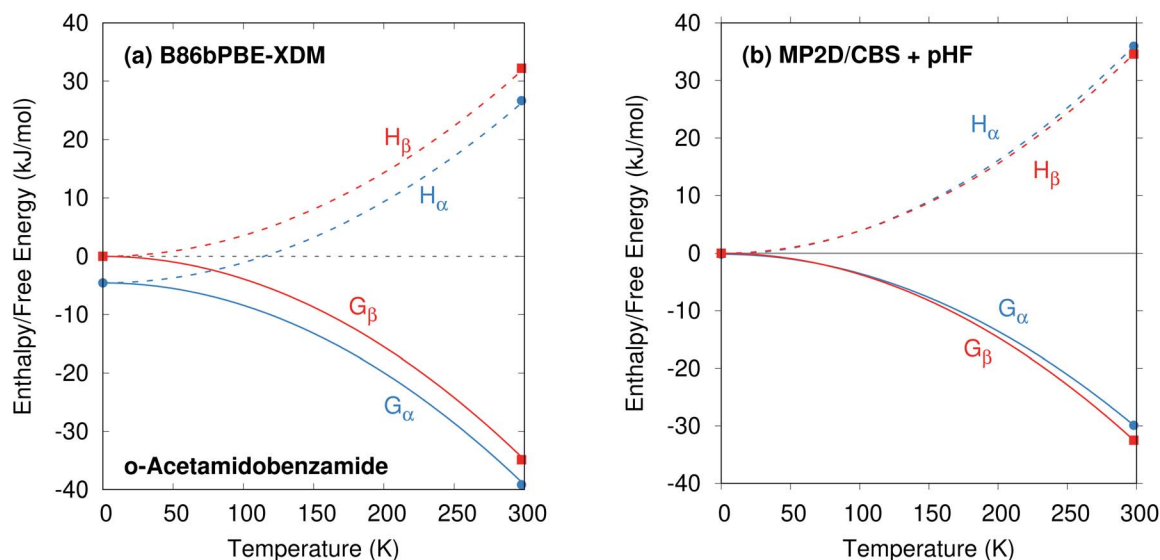 (a) B86bPBE-XDM
Enthalpy/Free Energy (kJ/mol)
40
30
20
10
0
-10
-20
-30
-40
Hβ
Hα
Gβ
Gα
o-Acetamidobenzamide
0 50 100 150 200 250 300
Temperature (K)
(b) MP2D/CBS + pHF
Enthalpy/Free Energy (kJ/mol)
40
30
20
10
0
-10
-20
-30
-40
Hα
Hβ
Gα
Gβ
0 50 100 150 200 250 300
Temperature (K)